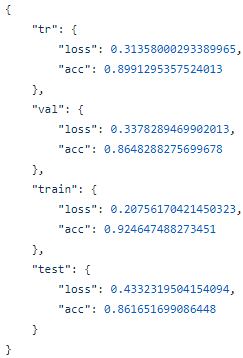 {
"tr": {
"loss": 0.31358000293389965,
"acc": 0.8991295357524013
},
"val": {
"loss": 0.3378289469902013,
"acc": 0.8648288275699678
},
"train": {
"loss": 0.20756170421450323,
"acc": 0.924647488273451
},
"test": {
"loss": 0.4332319504154094,
"acc": 0.861651699086448
}
}